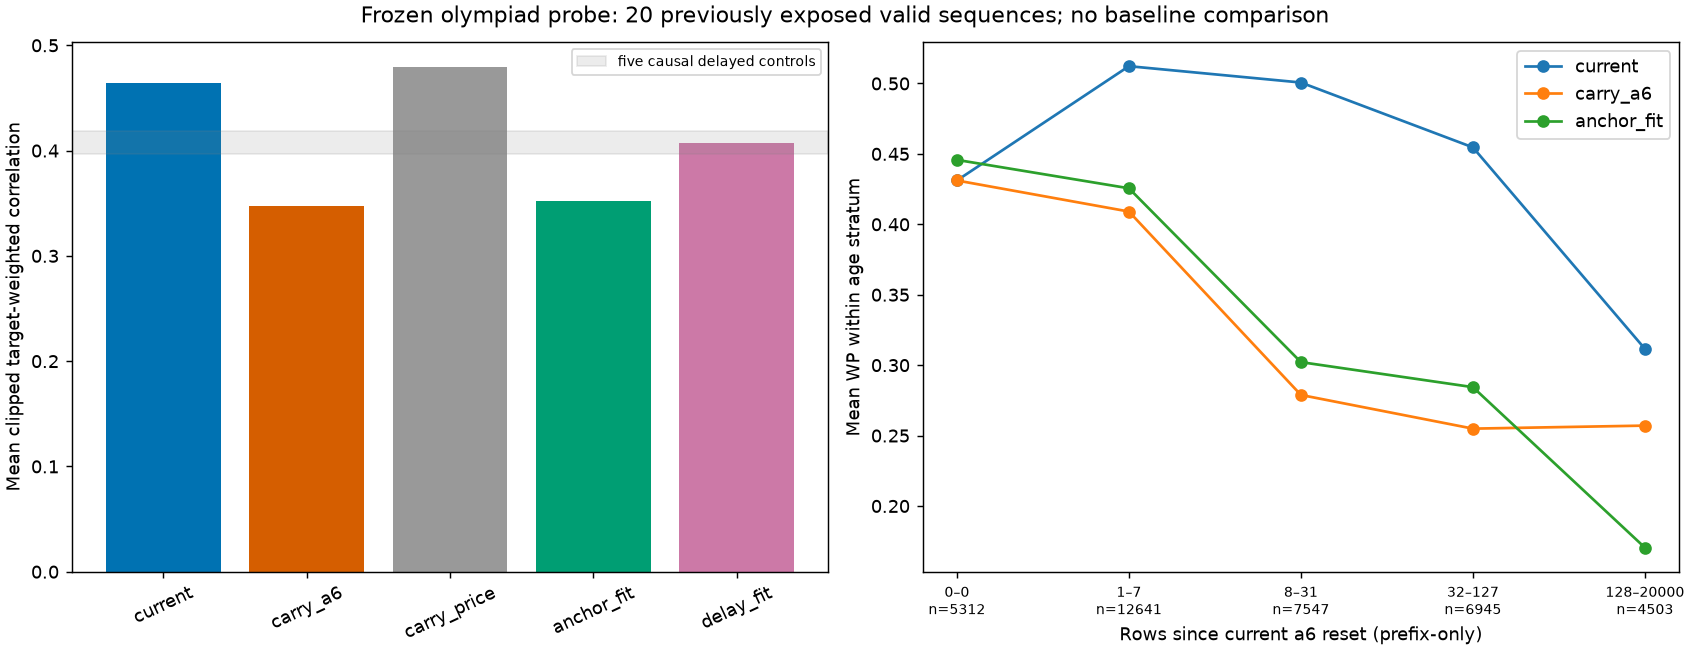 Frozen olympiad probe: 20 previously exposed valid sequences; no baseline comparison
Mean clipped target-weighted correlation
0.5
0.4
0.3
0.2
0.1
0.0
five causal delayed controls
current
carry_a6
carry_price
anchor_fit
delay_fit
Mean WP within age stratum
0.50
0.45
0.40
0.35
0.30
0.25
0.20
current
carry_a6
anchor_fit
0–0
n=5312
1–7
n=12641
8–31
n=7547
32–127
n=6945
128–20000
n=4503
Rows since current a6 reset (prefix-only)